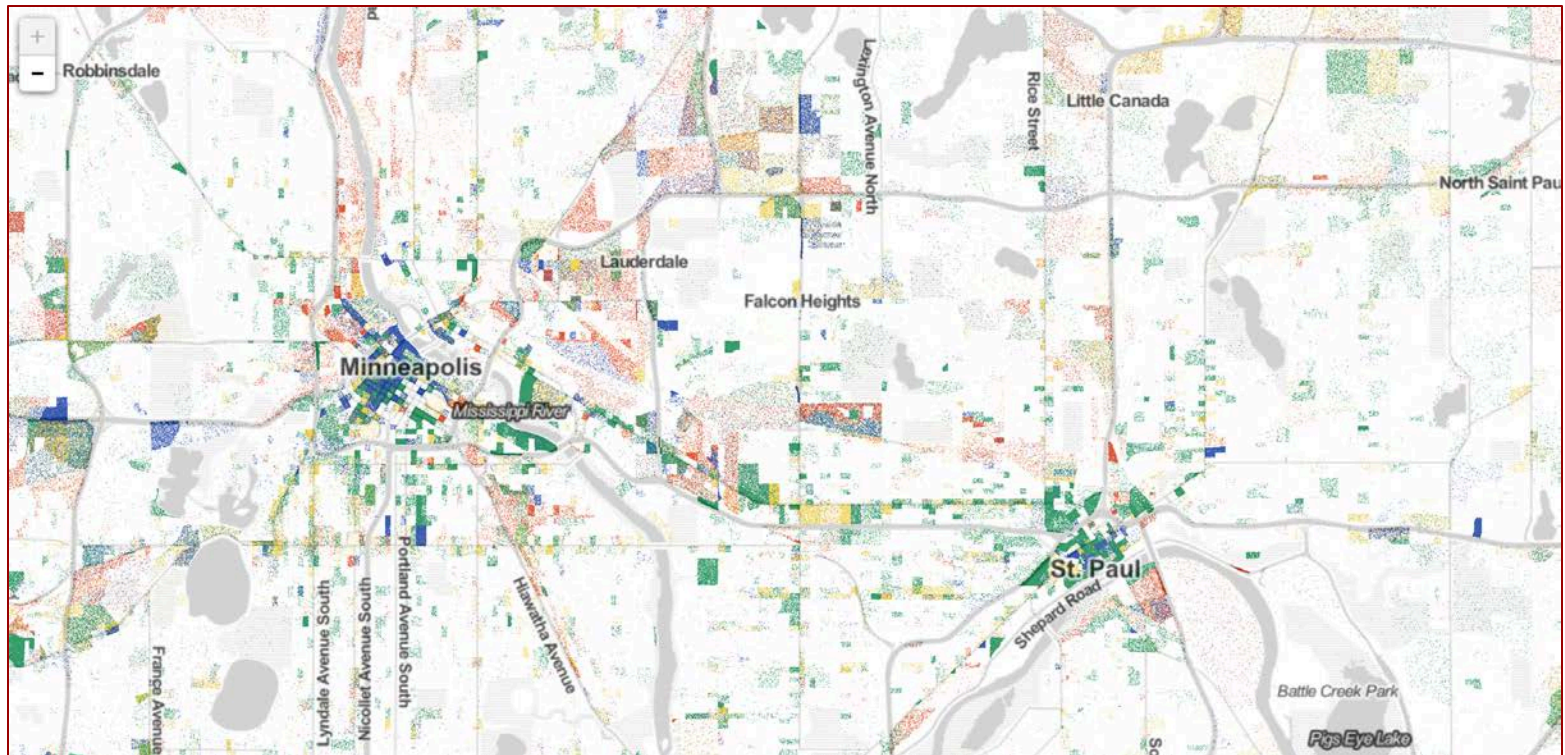 +
−
Robbinsdale
Lexington Avenue North
Rice Street
Little Canada
North Saint Pau
Lauderdale
Falcon Heights
Minneapolis
Mississippi River
St. Paul
Shepard Road
Hiawatha Avenue
Portland Avenue South
Nicollet Avenue South
Lyndale Avenue South
France Avenue
Battle Creek Park
Pigs Eye Lake